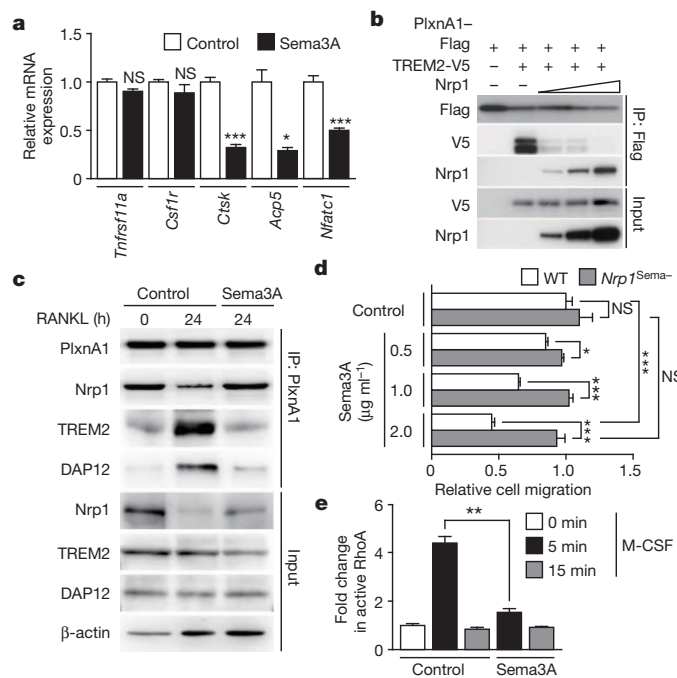 a
1.5
1.0
0.5
0
Relative mRNA
expression
Control
Sema3A
NS
NS
***
*
***
Tnfrsf11a
Csf1r
Ctsk
Acp5
Nfatc1
b
PlxnA1–
Flag + + + + +
TREM2-V5 – + + + +
Nrp1 – –
Flag
V5
Nrp1
V5
Nrp1
IP: Flag
Input
c
Control Sema3A
RANKL (h) 0 24 24
PlxnA1
Nrp1
TREM2
DAP12
Nrp1
TREM2
DAP12
β-actin
IP: PlxnA1
Input
d
WT
Nrp1Sema–
Control
0.5
1.0
2.0
Sema3A
(μg ml–1)
NS
*
***
***
***
NS
0 0.5 1.0 1.5
Relative cell migration
e
6
4
2
0
Fold change
in active RhoA
**
0 min
5 min
15 min
M-CSF
Control
Sema3A